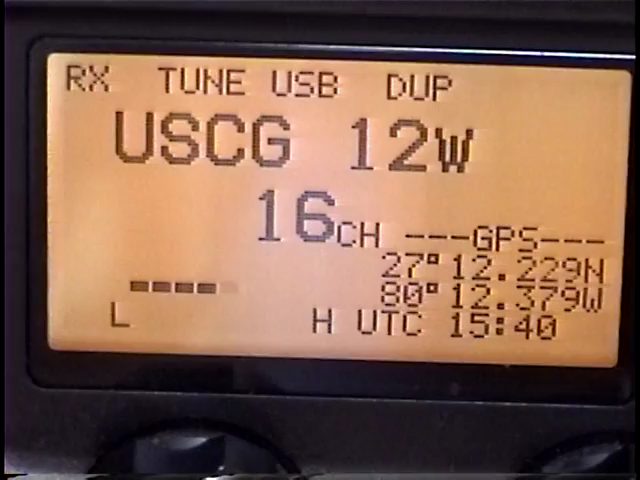 RX TUNE USB DUP
USCG 12W
16CH ---GPS---
27°12.229N
80°12.379W
L H UTC 15:40